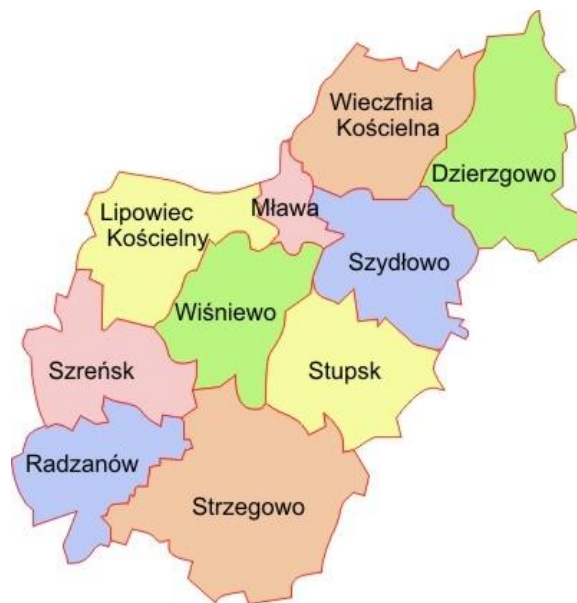 Wieczfnia
Kościelna
Dzierzgowo
Lipowiec
Kościelny
Mława
Szydłowo
Wiśniewo
Szreńsk
Stupsk
Radzanów
Strzegowo